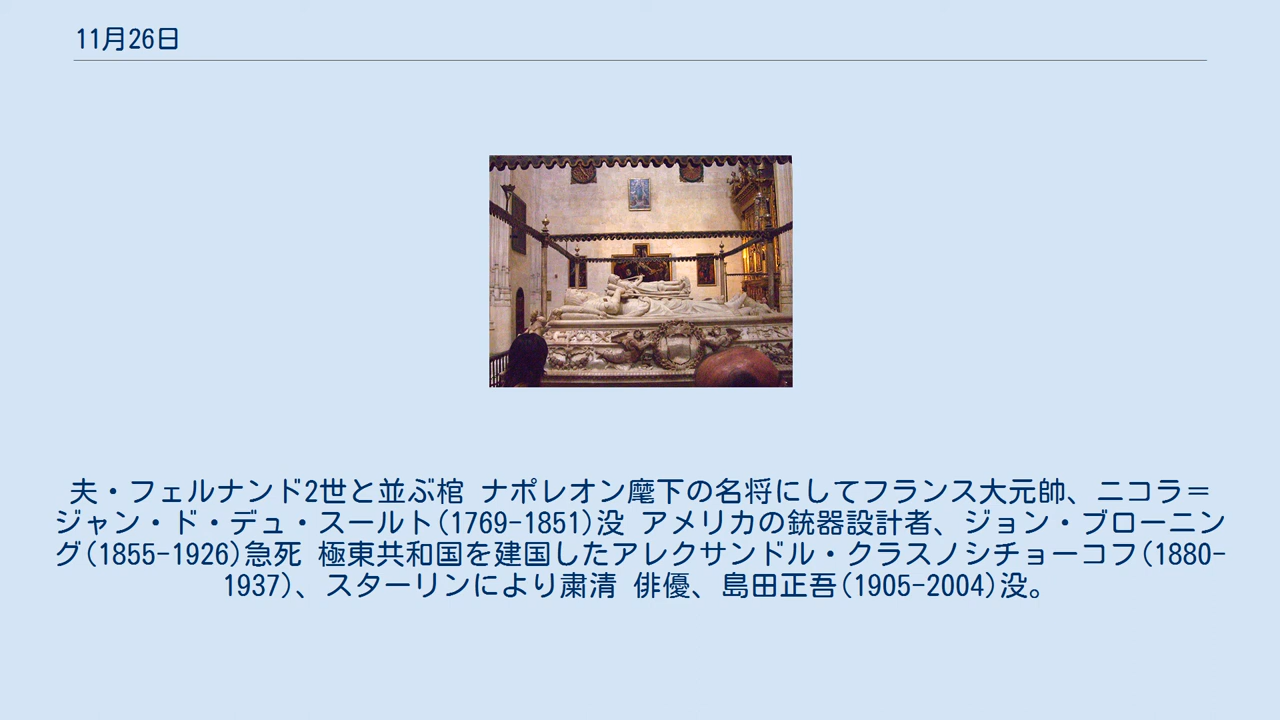 11月26日
夫・フェルナンド2世と並ぶ棺 ナポレオン麾下の名将にしてフランス大元帥、ニコラ＝
ジャン・ド・デュ・スールト(1769-1851)没 アメリカの銃器設計者、ジョン・ブローニン
グ(1855-1926)急死 極東共和国を建国したアレクサンドル・クラスノシチョーコフ(1880-
1937)、スターリンにより粛清 俳優、島田正吾(1905-2004)没。